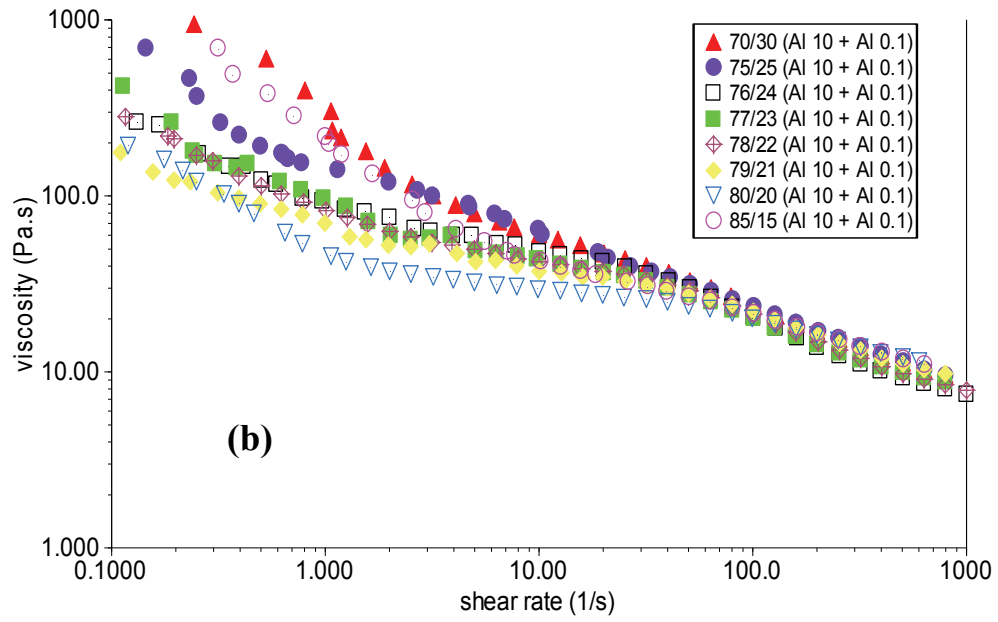 1000
100.0
10.00
1.000
viscosity (Pa.s)
70/30 (Al 10 + Al 0.1)
75/25 (Al 10 + Al 0.1)
76/24 (Al 10 + Al 0.1)
77/23 (Al 10 + Al 0.1)
78/22 (Al 10 + Al 0.1)
79/21 (Al 10 + Al 0.1)
80/20 (Al 10 + Al 0.1)
85/15 (Al 10 + Al 0.1)
(b)
0.1000 1.000 10.00 100.0 1000
shear rate (1/s)